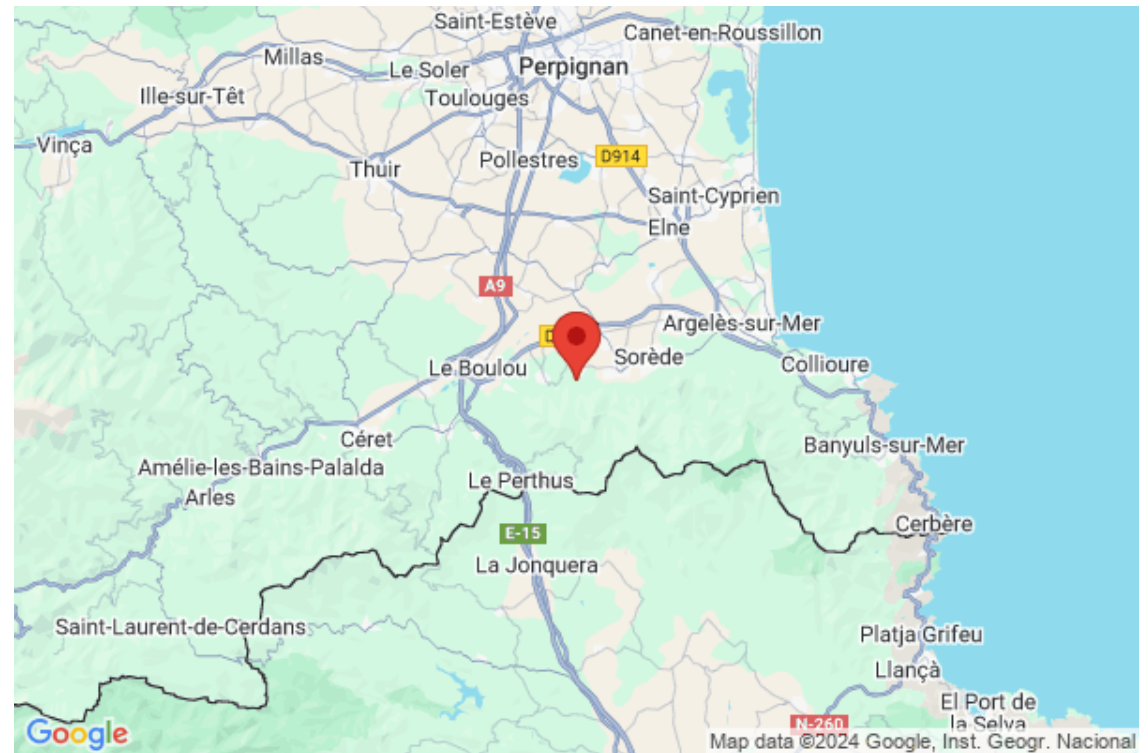 Saint-Estève
Canet-en-Roussillon
Millas
Le Soler
Perpignan
Ille-sur-Têt
Toulouges
Vinça
Thuir
Pollestres
D914
Saint-Cyprien
Elne
A9
D
Argelès-sur-Mer
Sorède
Le Boulou
Collioure
Céret
Banyuls-sur-Mer
Amélie-les-Bains-Palalda
Le Perthus
Arles
Cerbère
E-15
La Jonquera
Saint-Laurent-de-Cerdans
Platja Grifeu
Llançà
El Port de
la Selva
N-260
Google
Map data ©2024 Google, Inst. Geogr. Nacional